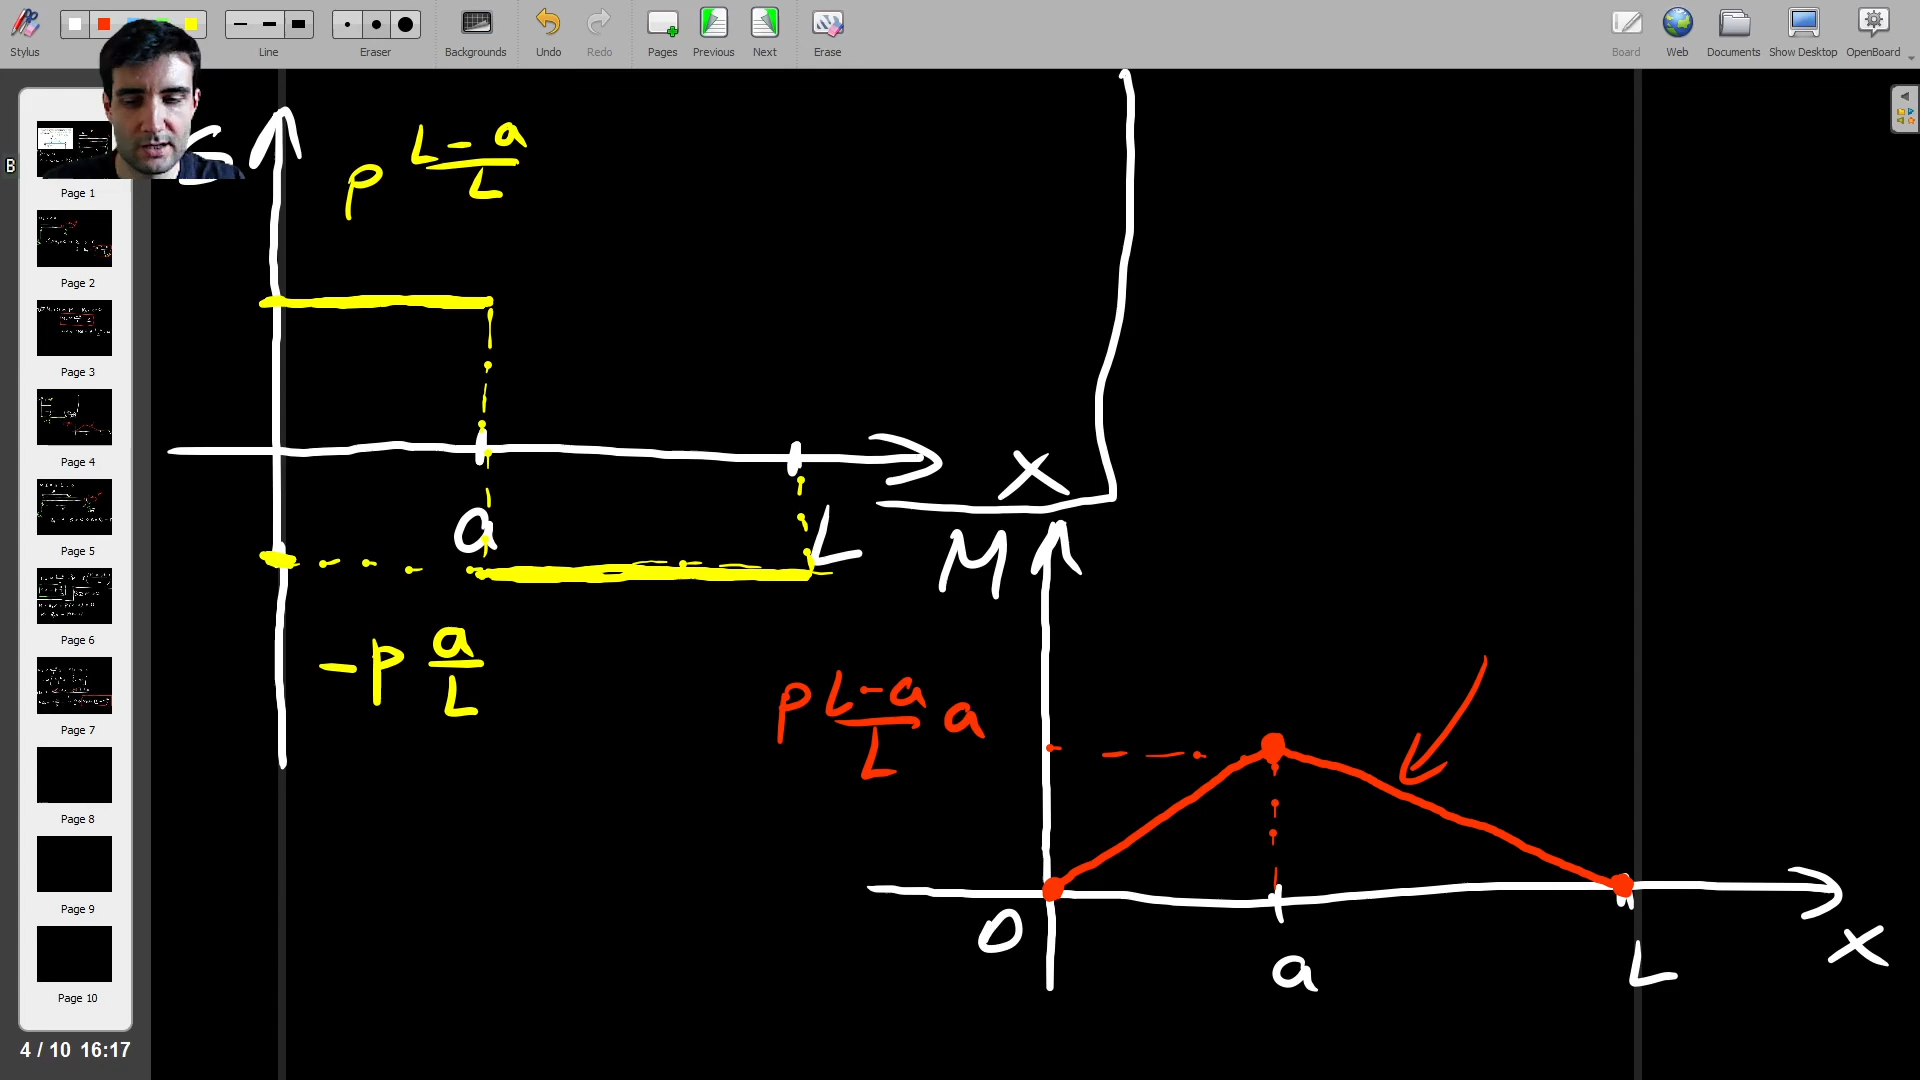 Stylus Line Eraser Backgrounds Undo Redo Pages Previous Next Erase Board Web Documents Show Desktop OpenBoard
B
Page 1
Page 2
Page 3
Page 4
Page 5
Page 6
Page 7
Page 8
Page 9
Page 10
4 / 10 16:17
P (L - a)/L
X
a
L
- P a/L
M
P (L - a)/L a
O
a
L
X